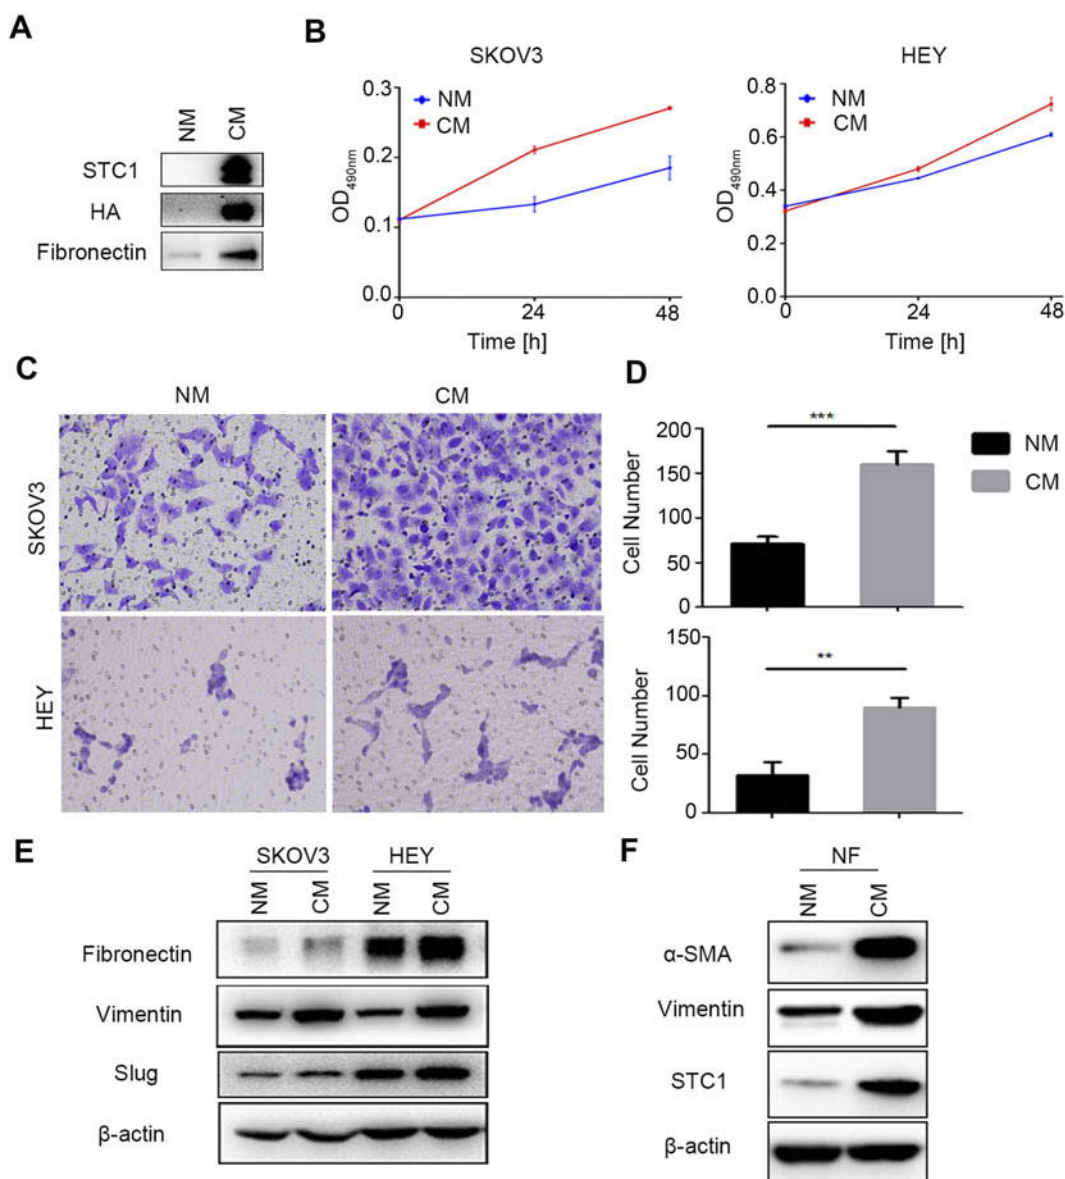 A
NM CM
STC1
HA
Fibronectin
B
SKOV3
NM
CM
OD490nm
0.3
0.2
0.1
0.0
0 24 48
Time [h]
HEY
NM
CM
OD490nm
0.8
0.6
0.4
0.2
0.0
0 24 48
Time [h]
C
NM CM
SKOV3
HEY
D
***
Cell Number
200
150
100
50
0
NM
CM
**
Cell Number
150
100
50
0
E
SKOV3 HEY
NM CM NM CM
Fibronectin
Vimentin
Slug
β-actin
F
NF
NM CM
α-SMA
Vimentin
STC1
β-actin